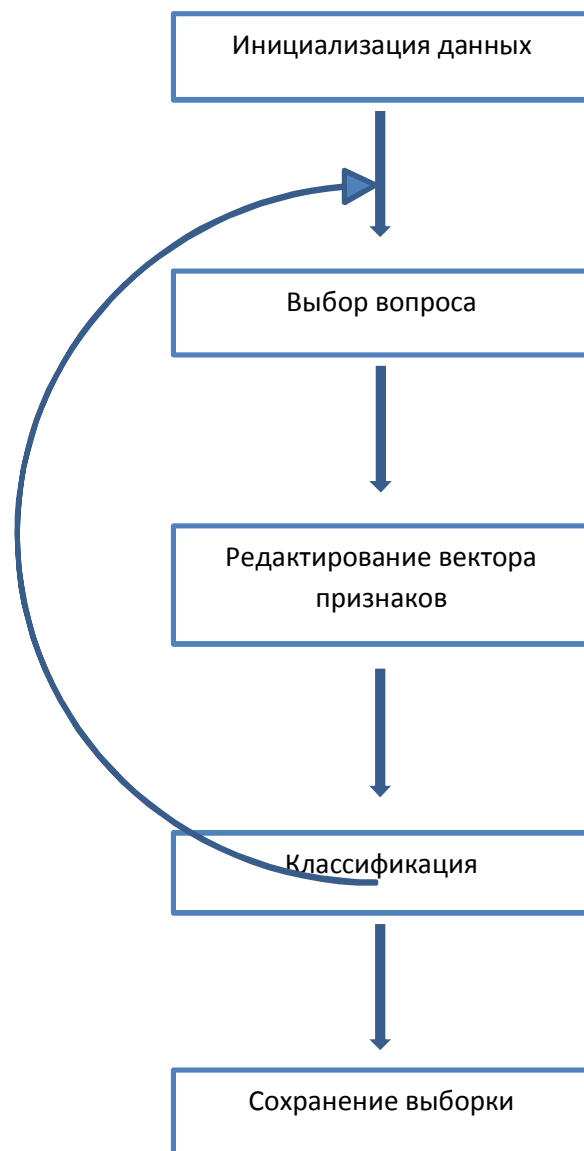 Инициализация данных
Выбор вопроса
Редактирование вектора
признаков
Классификация
Сохранение выборки